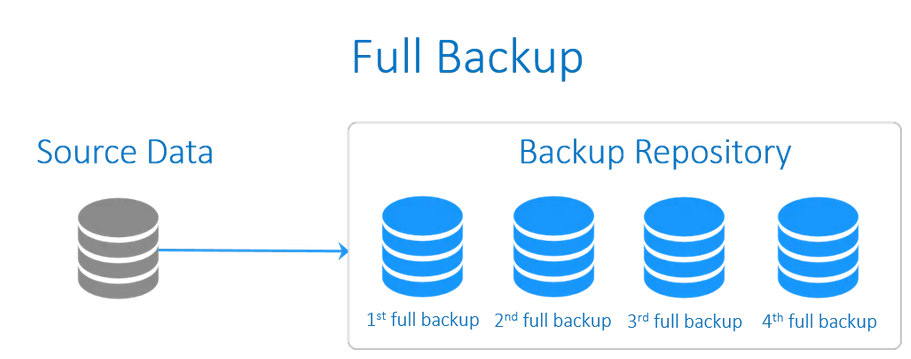 Full Backup
Source Data
Backup Repository
1st full backup
2nd full backup
3rd full backup
4th full backup